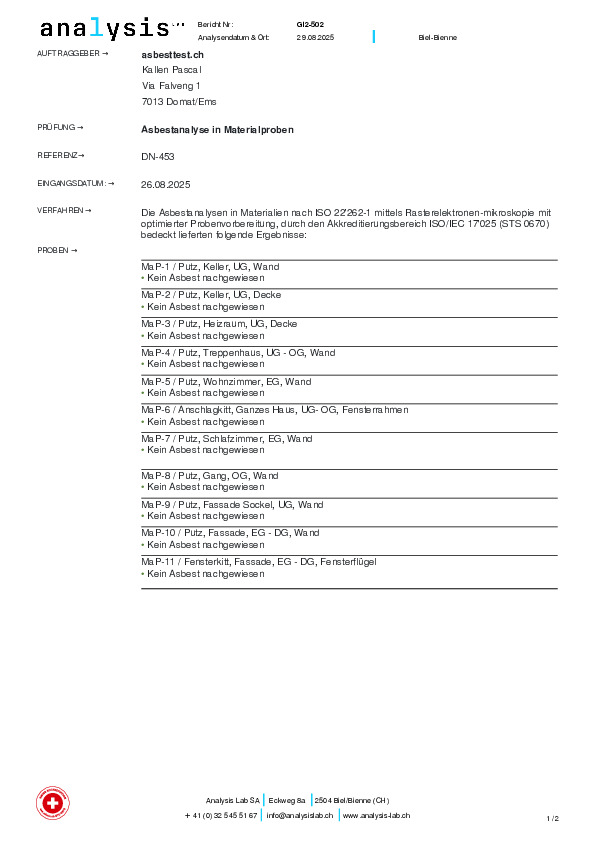 analysis
Bericht Nr: GI2-502
Analysendatum & Ort: 29.08.2025 Biel-Bienne
AUFTRAGGEBER → asbesttest.ch
Kallen Pascal
Via Falveng 1
7013 Domat/Ems
PRÜFUNG → Asbestanalyse in Materialproben
REFERENZ→ DN-453
EINGANGSDATUM: → 26.08.2025
VERFAHREN → Die Asbestanalysen in Materialien nach ISO 22'262-1 mittels Rasterelektronen-mikroskopie mit
optimierter Probenvorbereitung, durch den Akkreditierungsbereich ISO/IEC 17'025 (STS 0670)
bedeckt lieferten folgende Ergebnisse:
PROBEN →
MaP-1 / Putz, Keller, UG, Wand
• Kein Asbest nachgewiesen
MaP-2 / Putz, Keller, UG, Decke
• Kein Asbest nachgewiesen
MaP-3 / Putz, Heizraum, UG, Decke
• Kein Asbest nachgewiesen
MaP-4 / Putz, Treppenhaus, UG - OG, Wand
• Kein Asbest nachgewiesen
MaP-5 / Putz, Wohnzimmer, EG, Wand
• Kein Asbest nachgewiesen
MaP-6 / Anschlagkitt, Ganzes Haus, UG- OG, Fensterrahmen
• Kein Asbest nachgewiesen
MaP-7 / Putz, Schlafzimmer, EG, Wand
• Kein Asbest nachgewiesen
MaP-8 / Putz, Gang, OG, Wand
• Kein Asbest nachgewiesen
MaP-9 / Putz, Fassade Sockel, UG, Wand
• Kein Asbest nachgewiesen
MaP-10 / Putz, Fassade, EG - DG, Wand
• Kein Asbest nachgewiesen
MaP-11 / Fensterkitt, Fassade, EG - DG, Fensterflügel
• Kein Asbest nachgewiesen
Analysis Lab SA | Eckweg 8a | 2504 Biel/Bienne (CH)
+ 41 (0) 32 545 51 67 | info@analysislab.ch | www.analysis-lab.ch
1 / 2